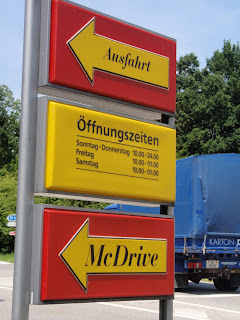 Ausfahrt
Öffnungszeiten
Sonntag-Donnerstag 10.00-24.00
Freitag 10.00-01.00
Samstag 10.00-01.00
McDrive
KARTON